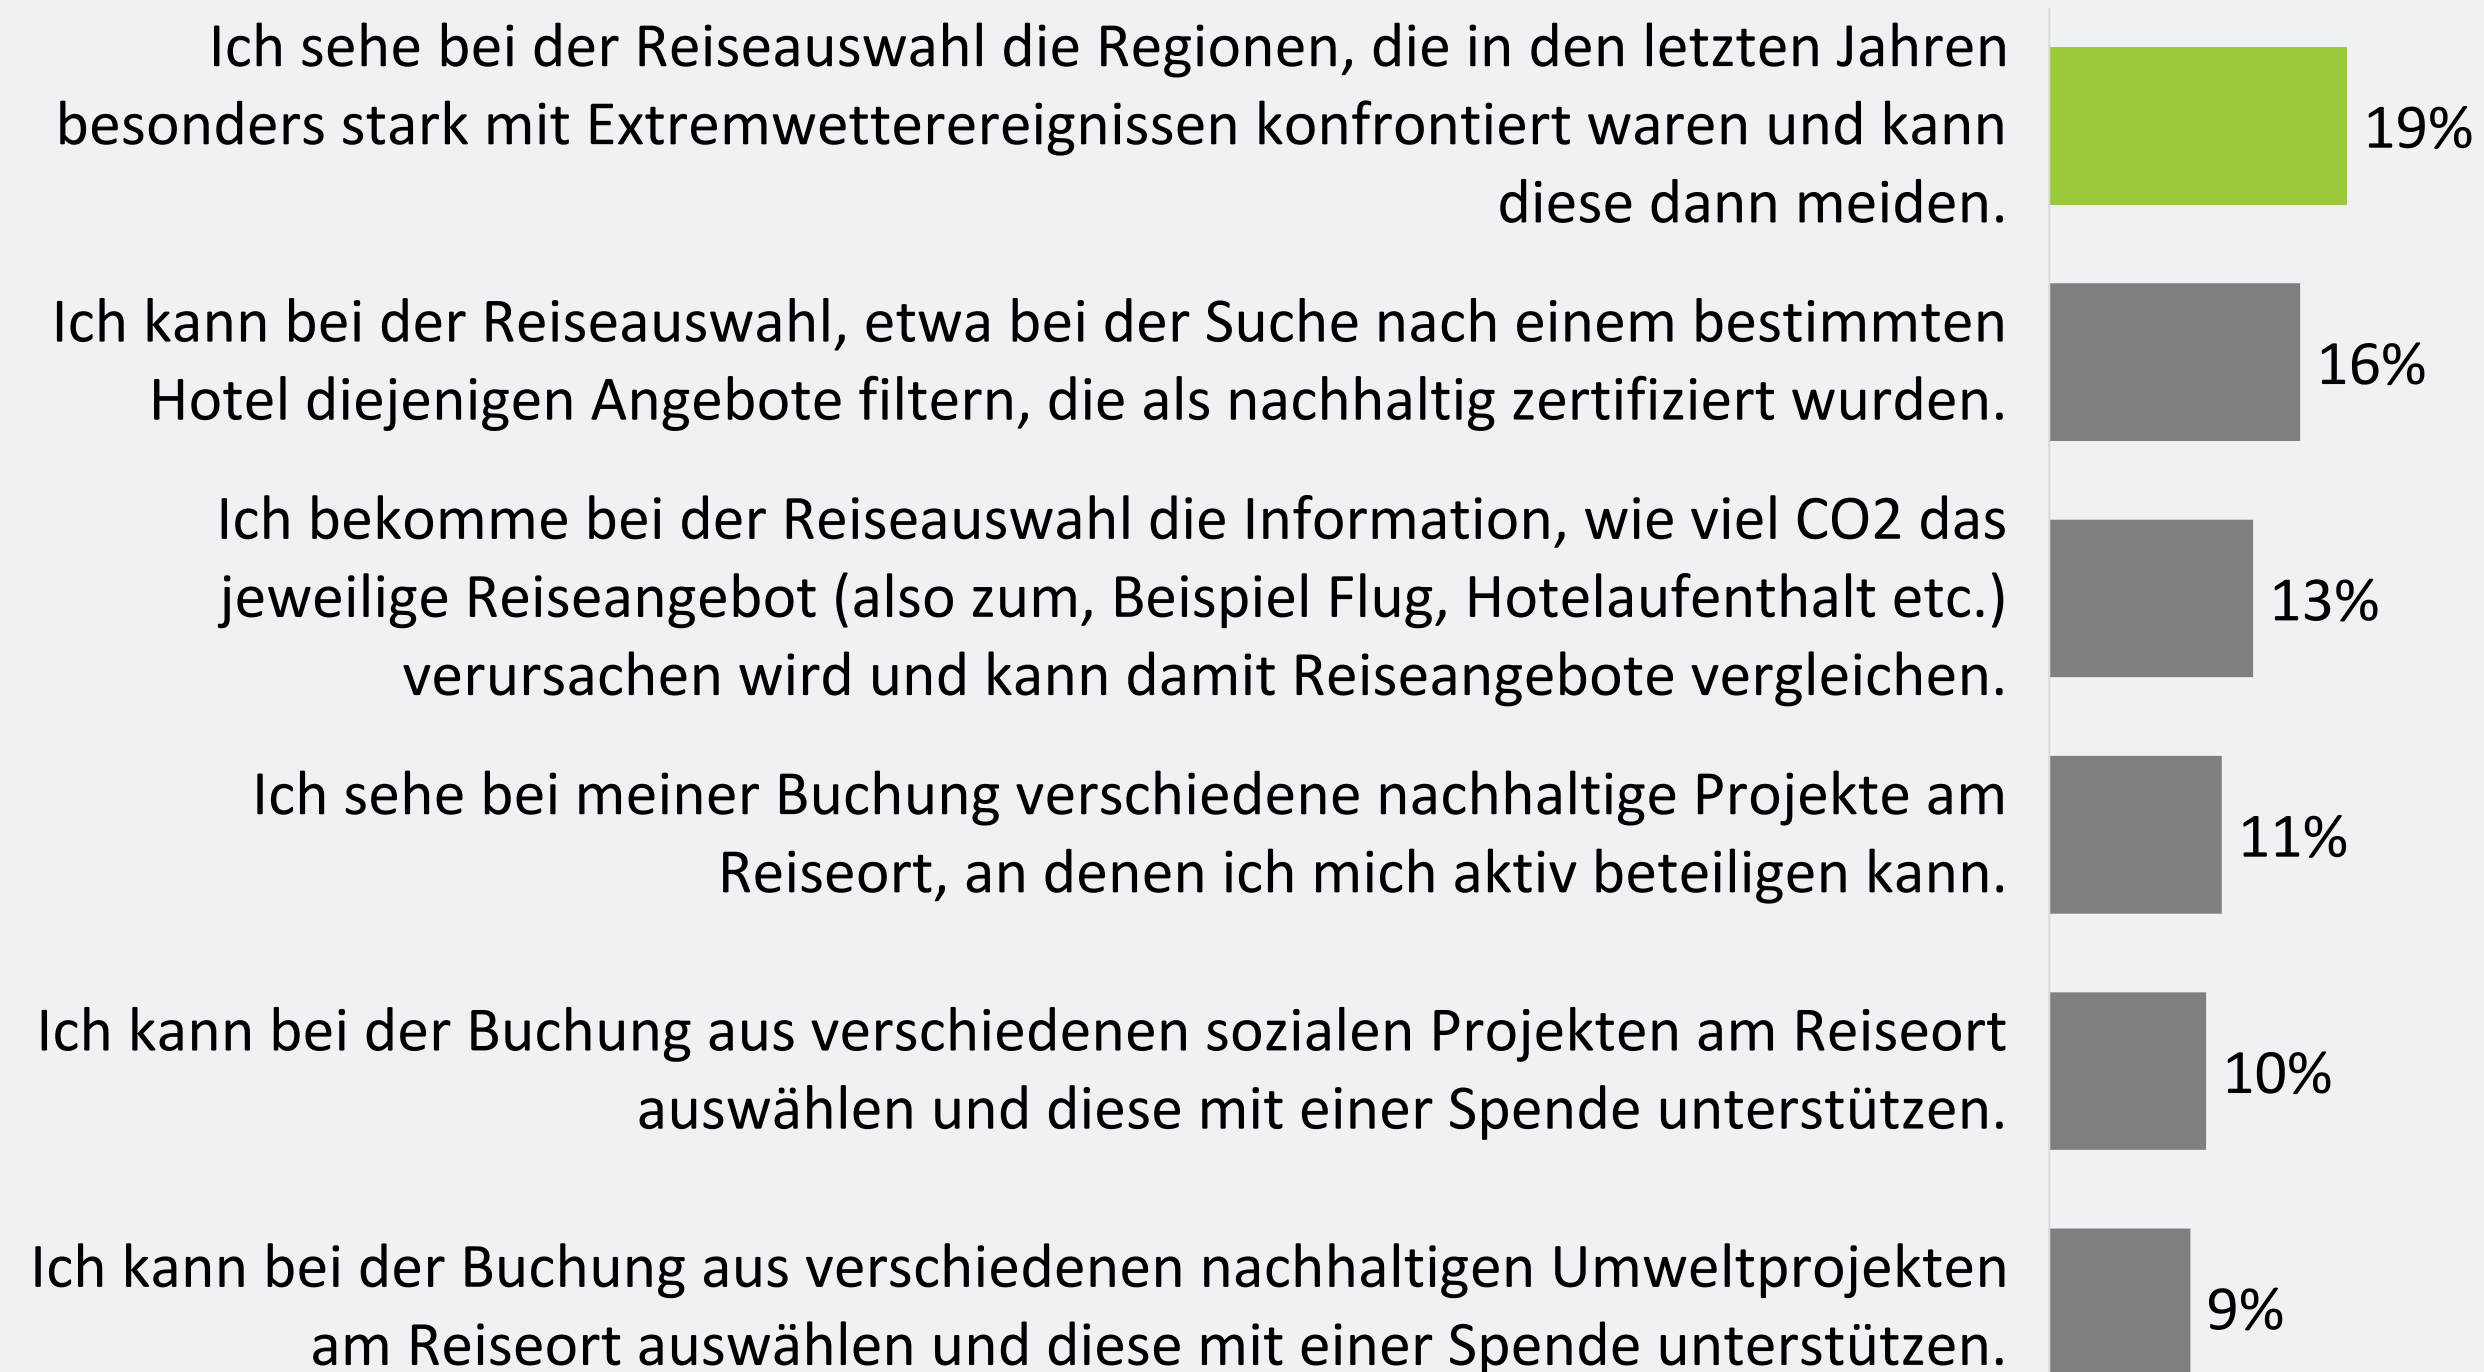 Ich sehe bei der Reiseauswahl die Regionen, die in den letzten Jahren
besonders stark mit Extremwetterereignissen konfrontiert waren und kann
diese dann meiden.
19%
Ich kann bei der Reiseauswahl, etwa bei der Suche nach einem bestimmten
Hotel diejenigen Angebote filtern, die als nachhaltig zertifiziert wurden.
16%
Ich bekomme bei der Reiseauswahl die Information, wie viel CO2 das
jeweilige Reiseangebot (also zum, Beispiel Flug, Hotelaufenthalt etc.)
verursachen wird und kann damit Reiseangebote vergleichen.
13%
Ich sehe bei meiner Buchung verschiedene nachhaltige Projekte am
Reiseort, an denen ich mich aktiv beteiligen kann.
11%
Ich kann bei der Buchung aus verschiedenen sozialen Projekten am Reiseort
auswählen und diese mit einer Spende unterstützen.
10%
Ich kann bei der Buchung aus verschiedenen nachhaltigen Umweltprojekten
am Reiseort auswählen und diese mit einer Spende unterstützen.
9%